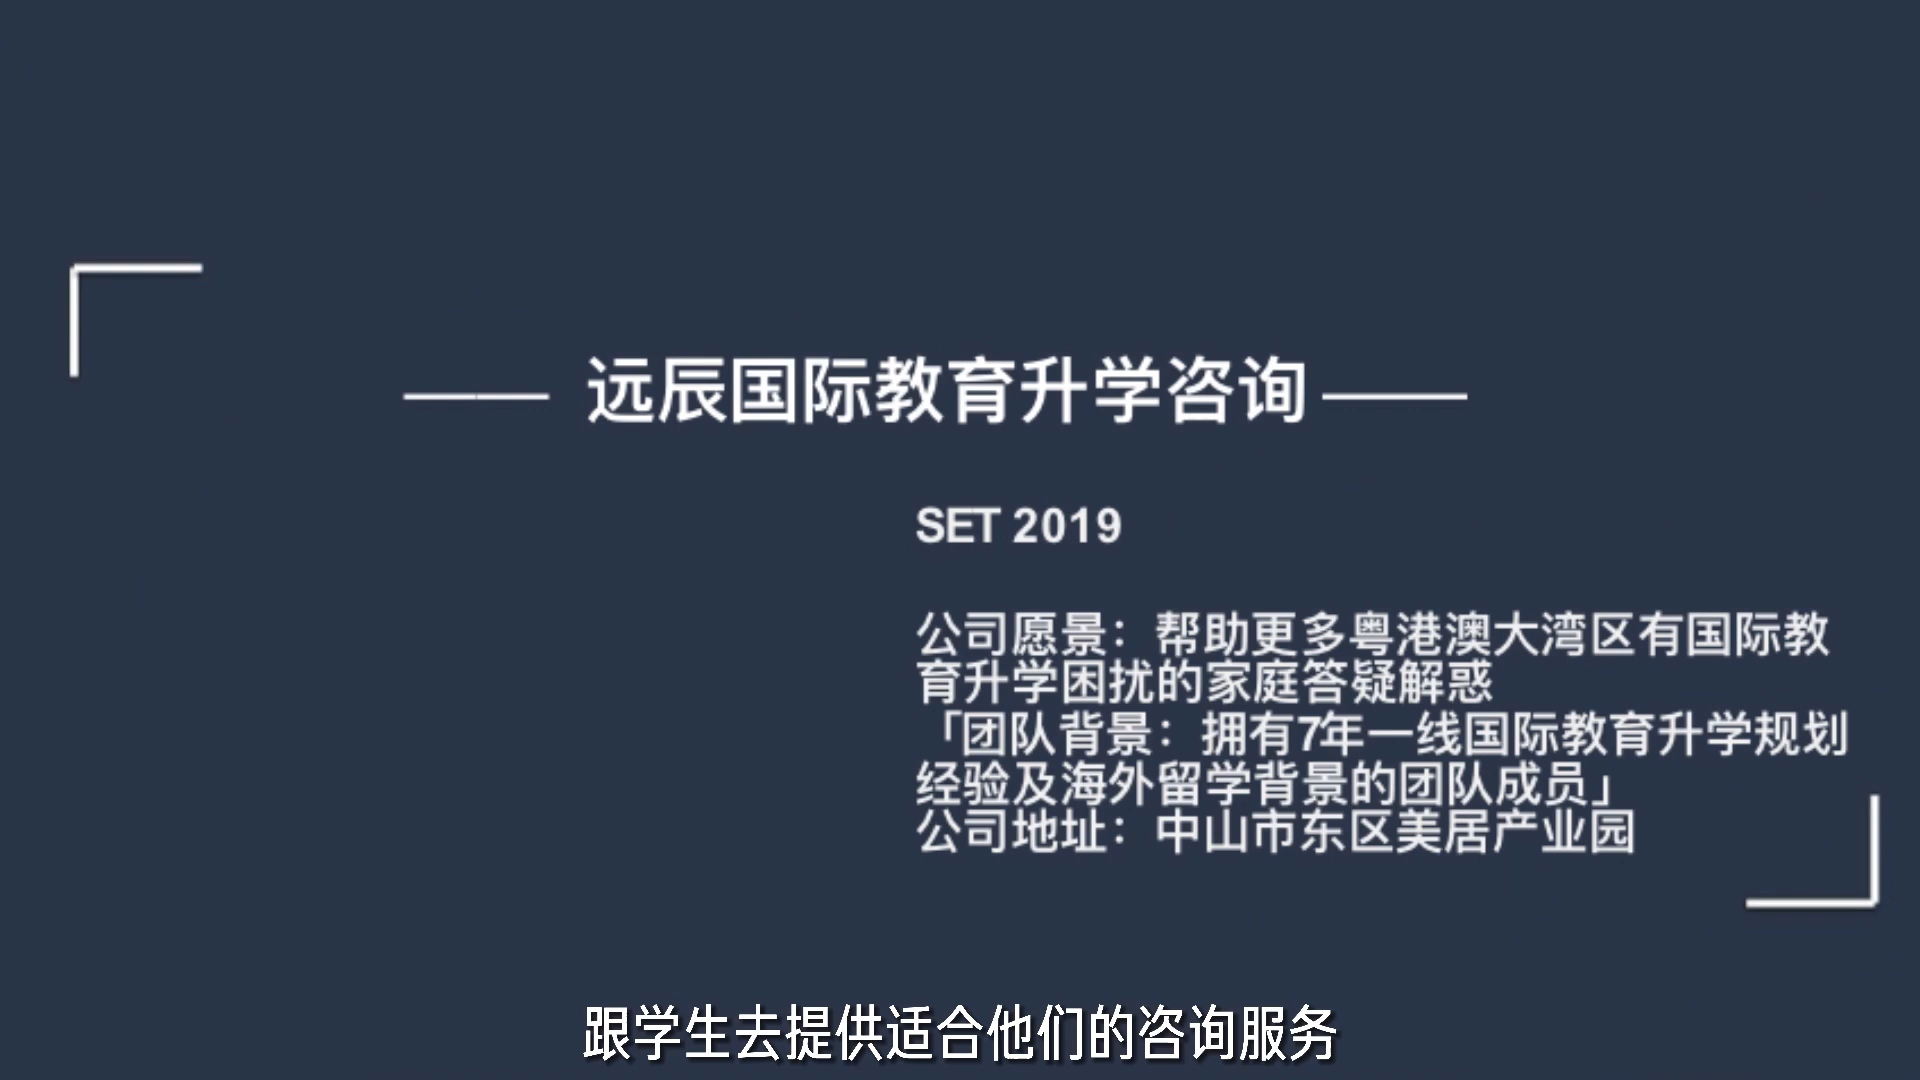 —— 远辰国际教育升学咨询——
SET 2019
公司愿景：帮助更多粤港澳大湾区有国际教
育升学困扰的家庭答疑解惑
「团队背景：拥有7年一线国际教育升学规划
经验及海外留学背景的团队成员」
公司地址：中山市东区美居产业园
跟学生去提供适合他们的咨询服务